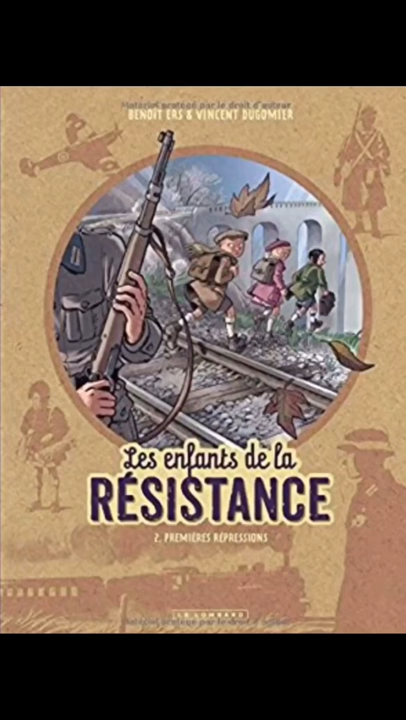 Matériel protégé par le droit d'auteur
BENOÎT ERS & VINCENT DUGOMIER
Les enfants de la
RÉSISTANCE
2. PREMIÈRES RÉPRESSIONS
LE LOMBARD
Matériel protégé par le droit d'auteur